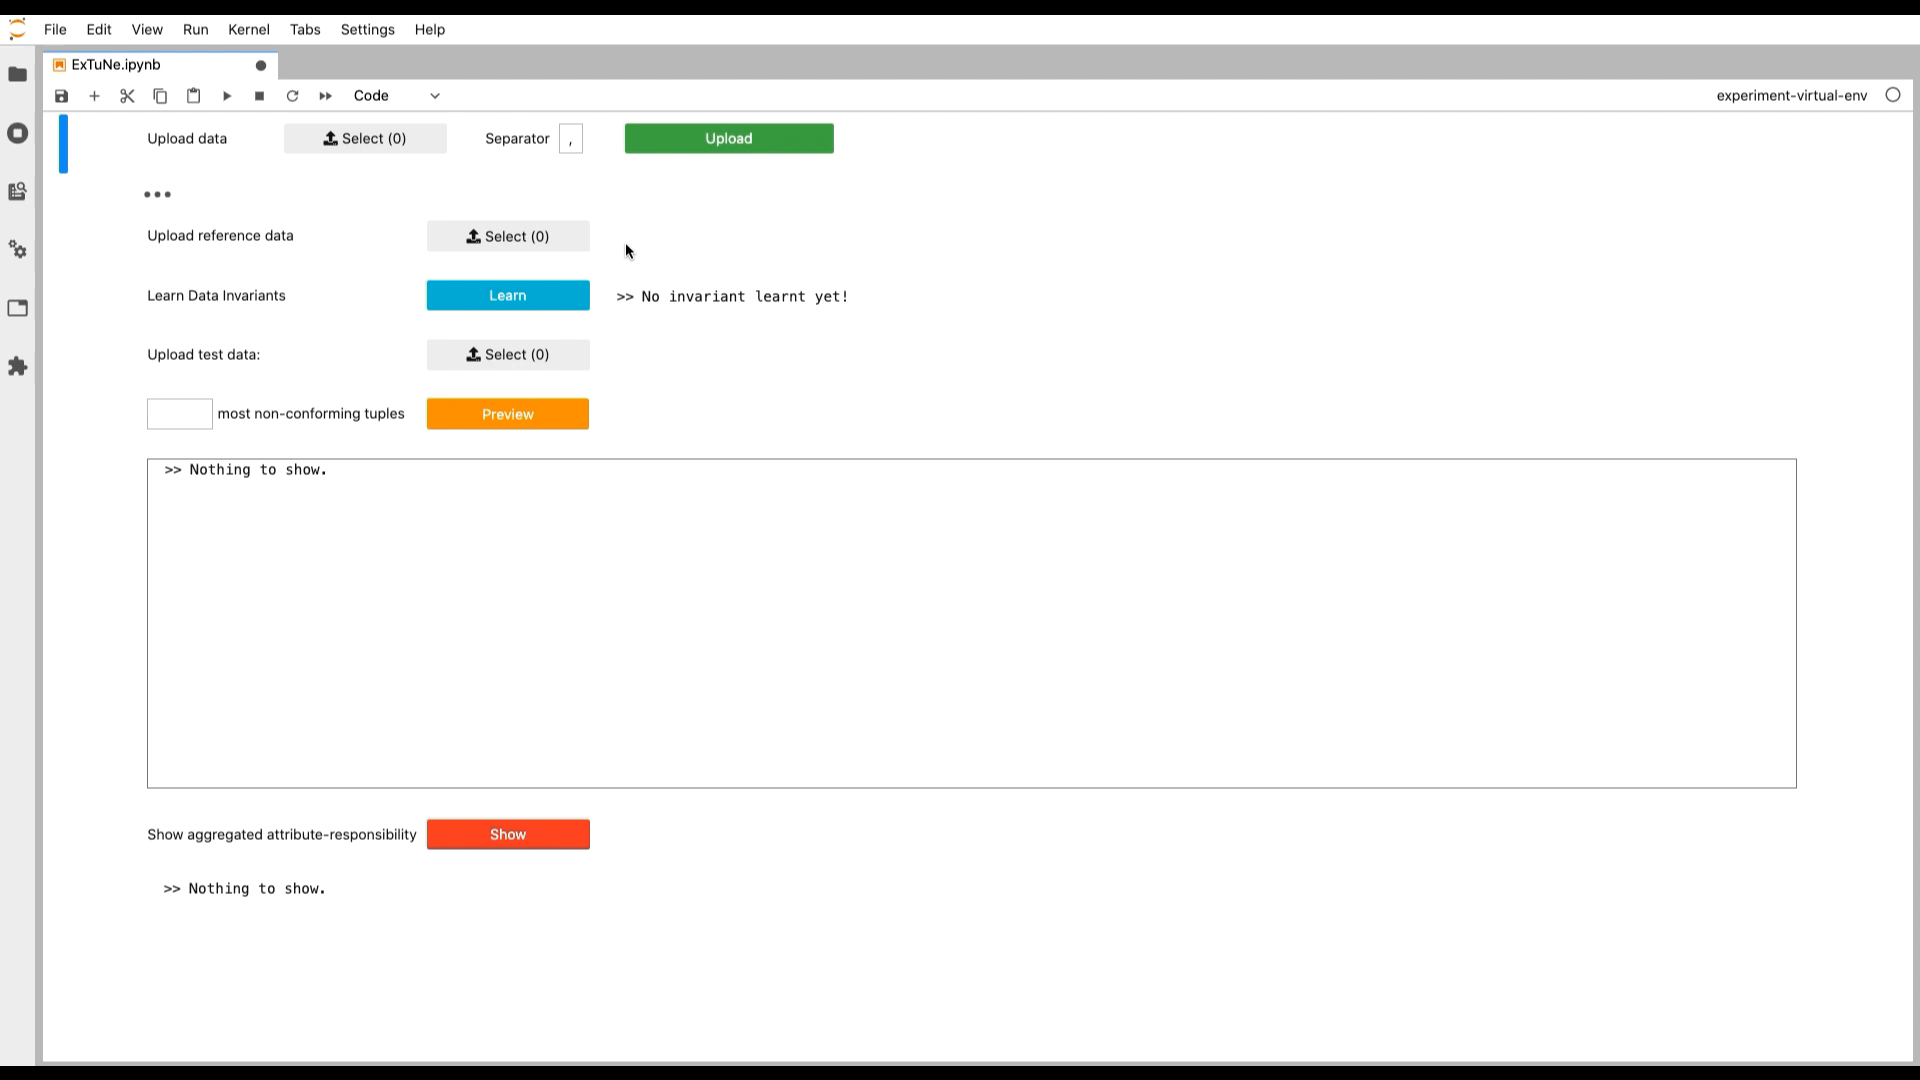 File Edit View Run Kernel Tabs Settings Help
ExTuNe.ipynb
Code experiment-virtual-env
Upload data Select (0) Separator , Upload
Upload reference data Select (0)
Learn Data Invariants Learn >> No invariant learnt yet!
Upload test data: Select (0)
most non-conforming tuples Preview
>> Nothing to show.
Show aggregated attribute-responsibility Show
>> Nothing to show.